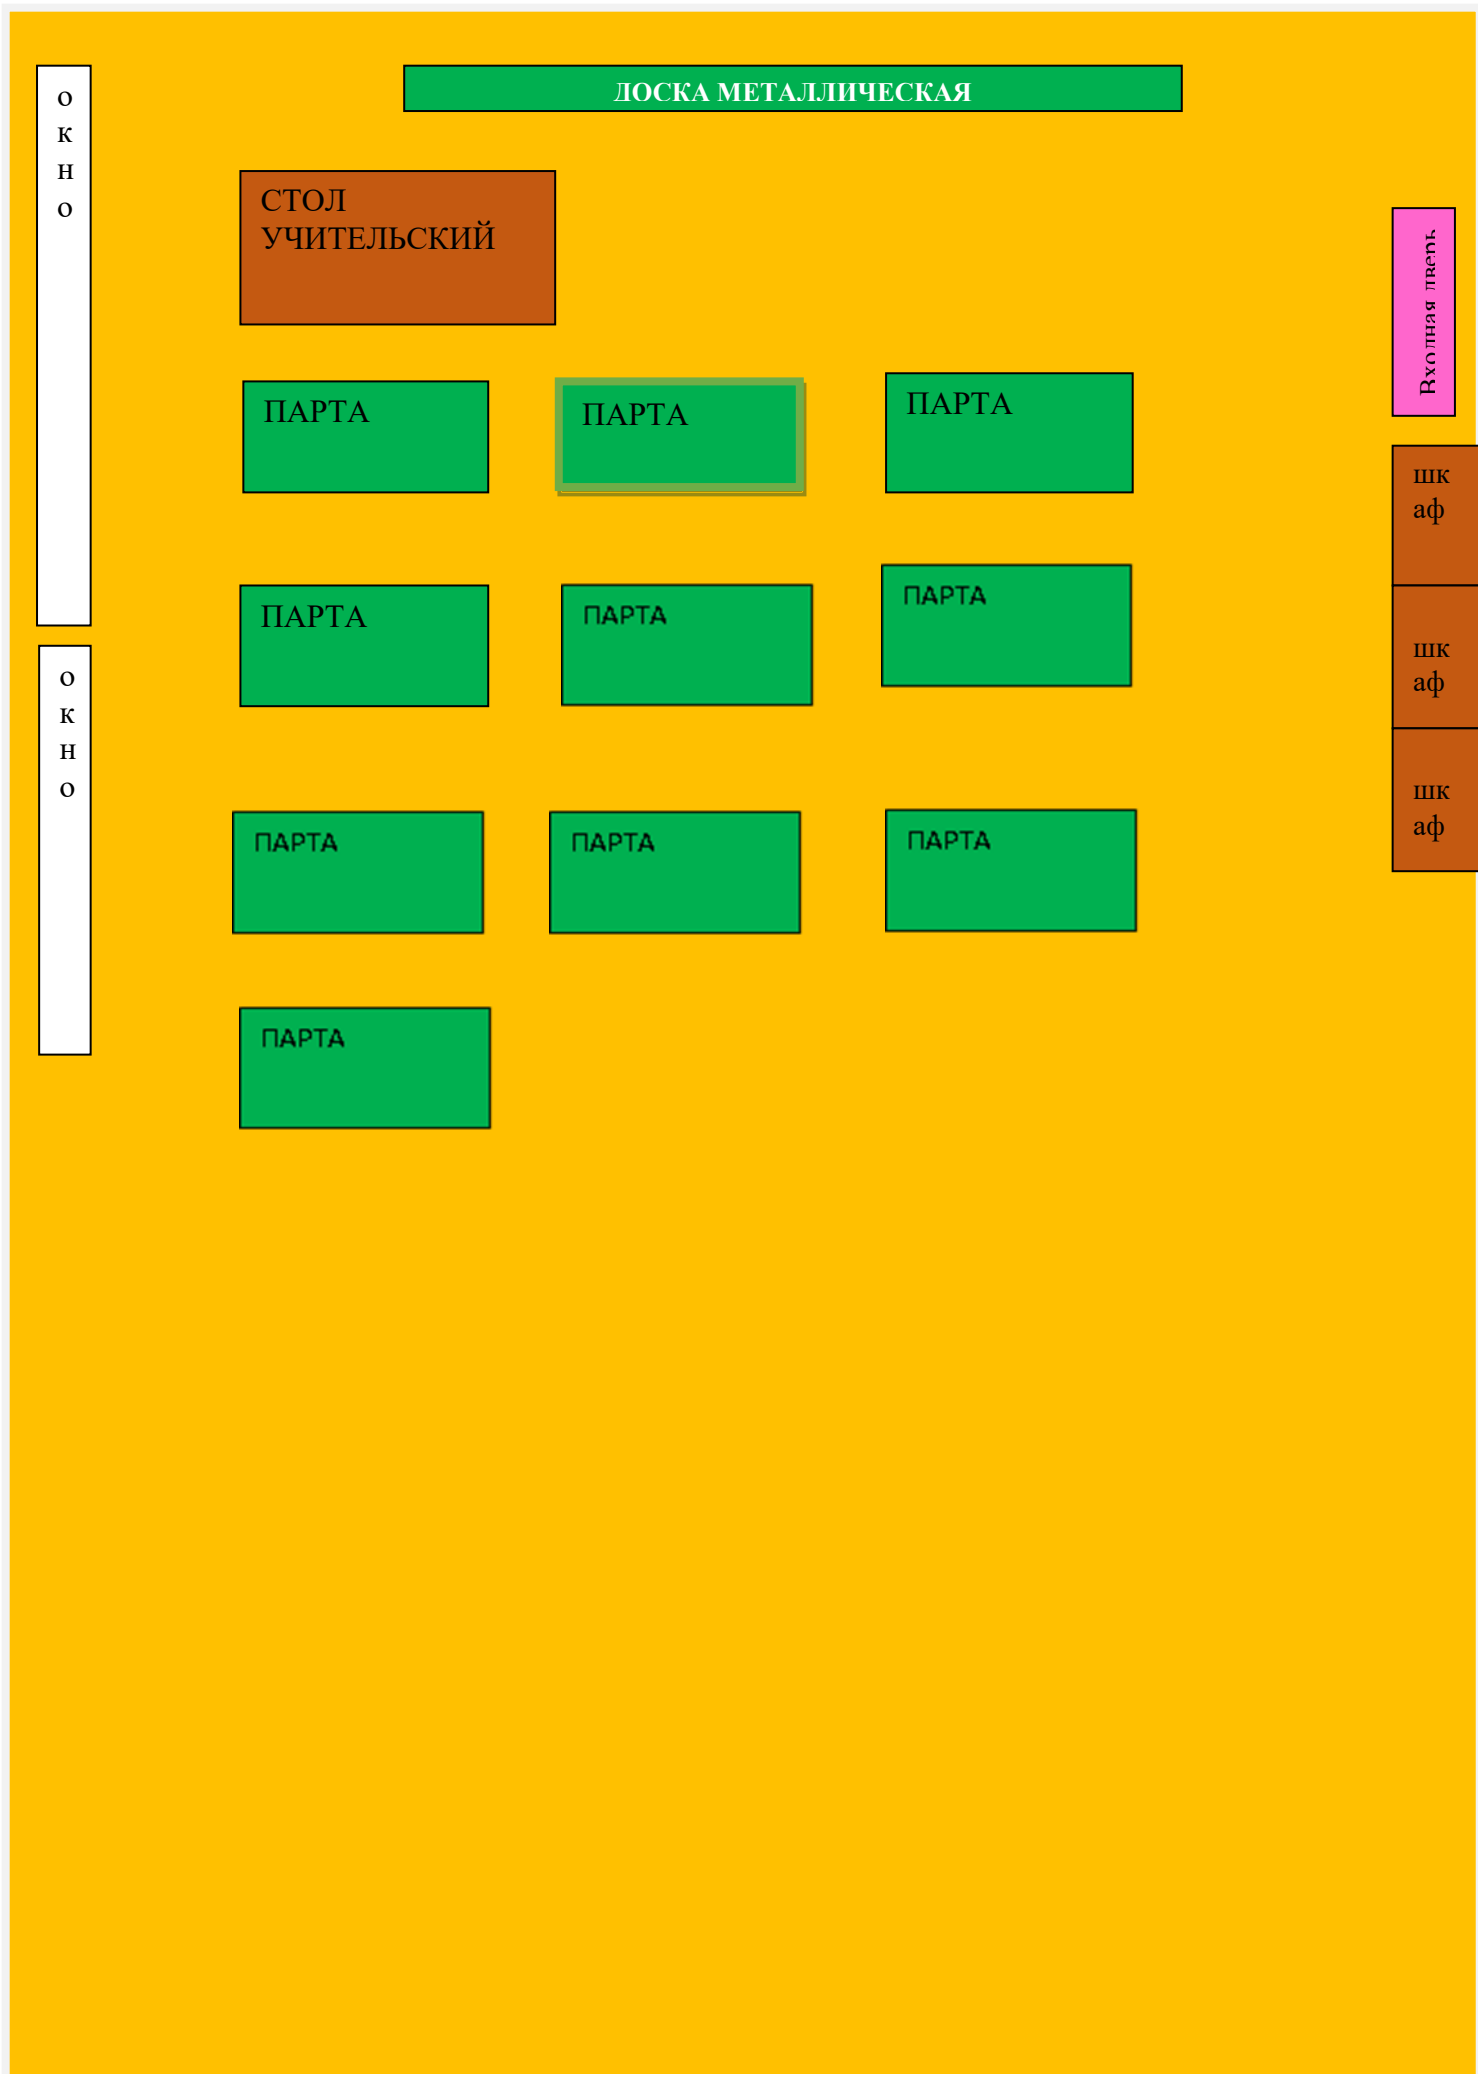 ДОСКА МЕТАЛЛИЧЕСКАЯ
о
к
н
о
СТОЛ
УЧИТЕЛЬСКИЙ
Входная дверь
ПАРТА
ПАРТА
ПАРТА
шк
аф
ПАРТА
ПАРТА
ПАРТА
шк
аф
о
к
н
о
ПАРТА
ПАРТА
ПАРТА
шк
аф
ПАРТА